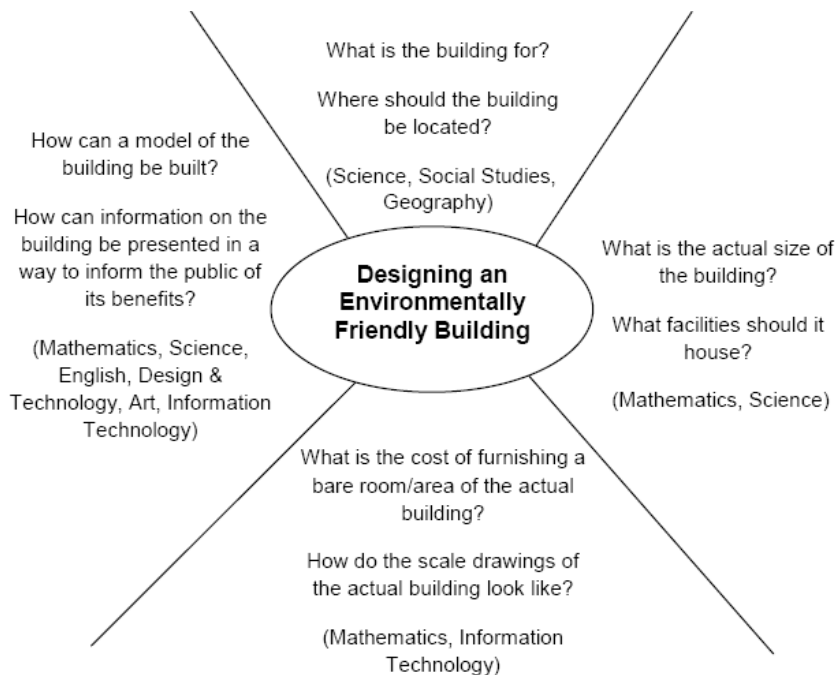 What is the building for?
Where should the building
be located?
(Science, Social Studies,
Geography)
How can a model of the
building be built?
How can information on the
building be presented in a
way to inform the public of
its benefits?
(Mathematics, Science,
English, Design &
Technology, Art, Information
Technology)
Designing an
Environmentally
Friendly Building
What is the actual size of
the building?
What facilities should it
house?
(Mathematics, Science)
What is the cost of furnishing a
bare room/area of the actual
building?
How do the scale drawings of
the actual building look like?
(Mathematics, Information
Technology)